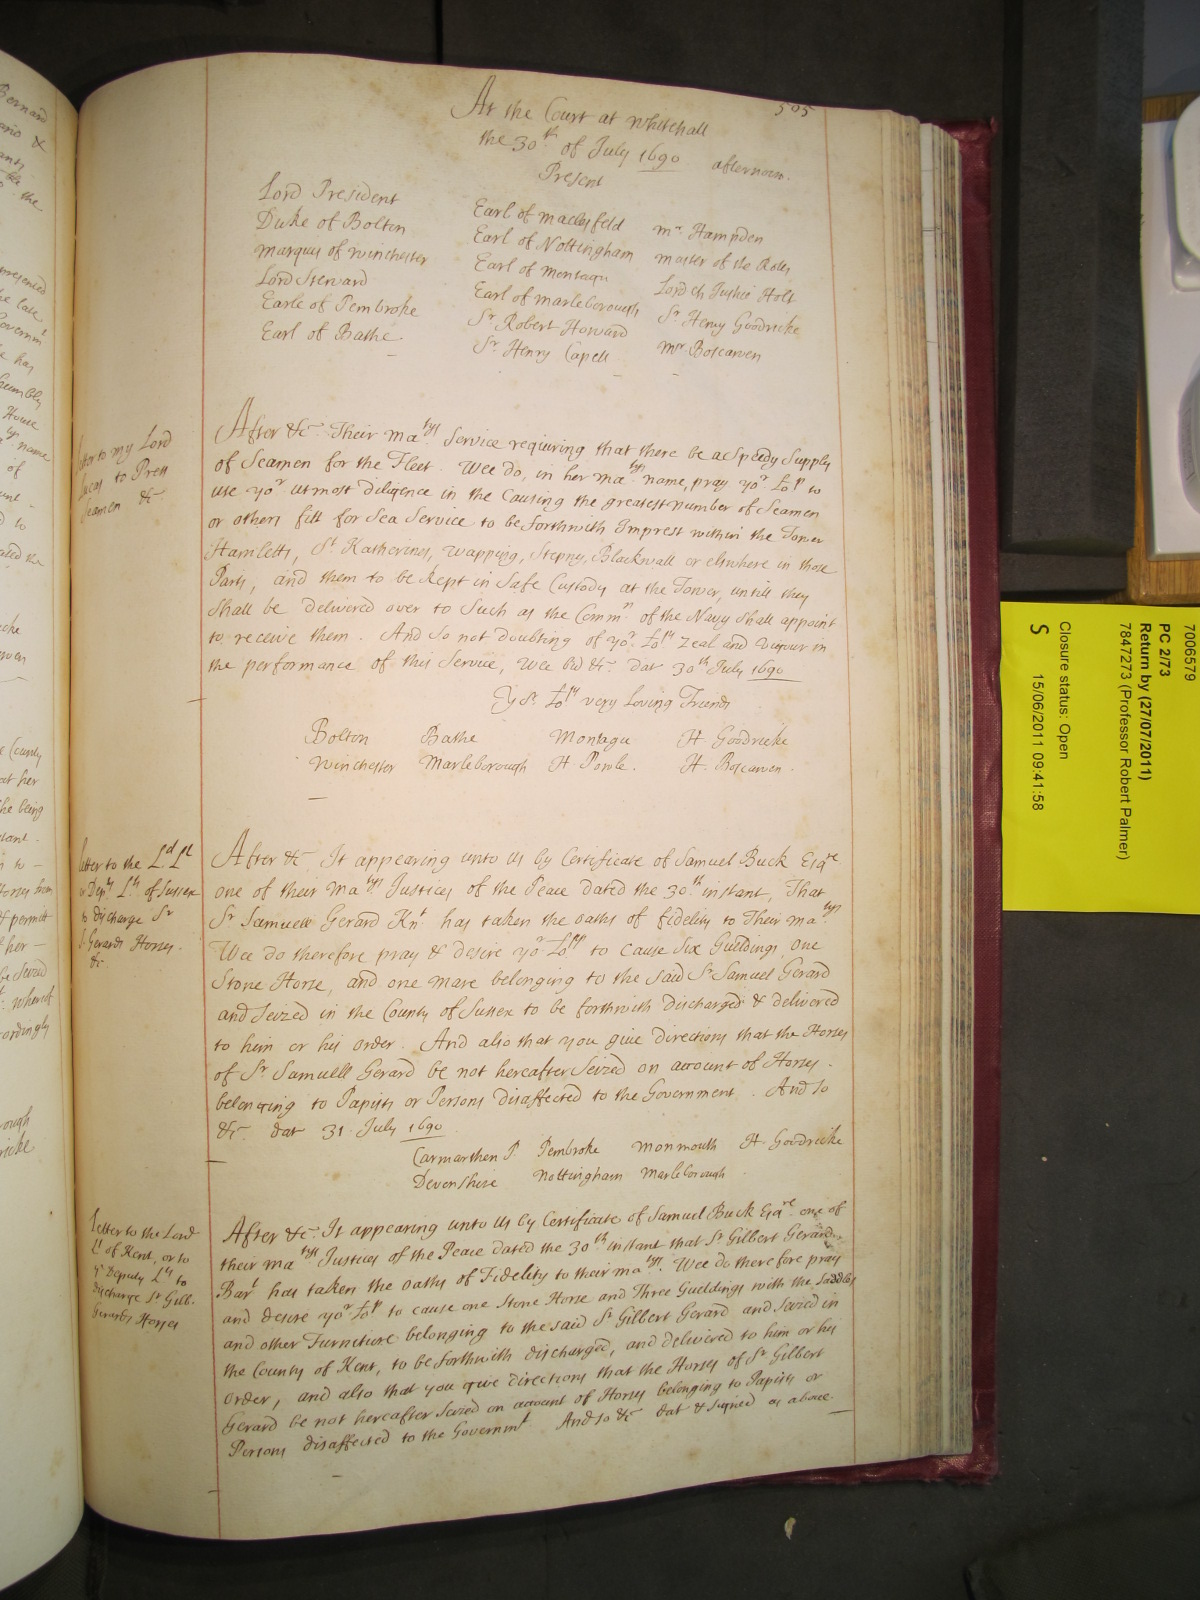 505
At the Court at Whitehall
the 30th of July 1690 afternoon.
Present
Lord President
Duke of Bolton
Marquis of Winchester
Lord Steward
Earle of Pembroke
Earl of Bathe
Earl of Macclesfeld
Earl of Nottingham
Earl of Montagu
Earl of Marleborough
Sr. Robert Howard
Sr. Henry Capell
Mr. Hampden
Master of the Rolls
Lord Ch Justice Holt
Sr. Henry Goodricke
Mr Boscawen
Letter to my Lord
Lucas to Press
Seamen &c.
After &c. Their Matys Service requiring that there be a Speedy Supply
of Seamen for the Fleet. Wee do, in her Matys name, pray yor. Lopp to
use yor utmost diligence in the Causing the greatest number of Seamen
or others fitt for Sea Service to be forthwith Imprest within the Tower
Hamletts, St. Katherines, Wapping, Stepny, Blackwall or elswhere in those
Parts, and them to be kept in Safe Custody at the Tower, untill they
Shall be delivered over to Such as the Commrs of the Navy Shall appoint
to receive them. And So not doubting of yor. Lopps Zeal and Vigour in
the performance of this Service, Wee bid &c. dat 30th July 1690
Yor. Lopps very loving Friends
Bolton Bathe Montagu H Goodricke
Winchester Marleborough H Powle. H. Boscawen.
Letter to the Ld Lt
or Depty Lts of Sussex
to discharge Sr
S Gerards Horses.
&c.
After &c It appearing unto Us by Certificate of Samuel Buck Esqre
one of their Matys Justices of the Peace dated the 30th instant, That
Sr Samuell Gerard Knt has taken the oaths of fidelity to Their Matys
Wee do therefore pray & desire yor Lopps to cause Six Guildings, one
Stone Horse, and one mare belonging to the said Sr Samuel Gerard
and Seized in the County of Sussex to be forthwith discharged & delivered
to him or his order. And also that you give directions that the Horses
of Sr Samuell Gerard be not hereafter Seized on account of Horses
belonging to Papists or Persons disaffected to the Government. And So
&c. dat 31 July 1690
Carmarthen P Pembroke Monmouth H. Goodricke
Devonshire Nottingham Marleborough
Letter to the Lord
Lt of Kent, or to
ye Deputy Lts to
discharge Sr Gilb.
Gerards Horses
After &c. It appearing unto Us by Certificate of Samuel Buck Esqre. one of
their Matys Justices of the Peace dated the 30th instant that Sr Gilbert Gerard
Bart has taken the oaths of Fidelity to their Matys. Wee do therefore pray
and desire yor Lopp to cause one Stone Horse and Three Gueldings with the Saddles
and other Furnetiore belonging to the said Sr Gilbert Gerard and Seized in
the County of Kent, to be forthwith discharged, and delivered to him or his
order, and also that you give directions that the Horses of Sr Gilbert
Gerard be not hereafter Seized on account of Horses belonging to Papists or
Persons disaffected to the Governmt. And So &c dat & Signed as above.
7006579
PC 2/73
Return by (27/07/2011)
7847273 (Professor Robert Palmer)
Closure status: Open
S 15/06/2011 09:41:58